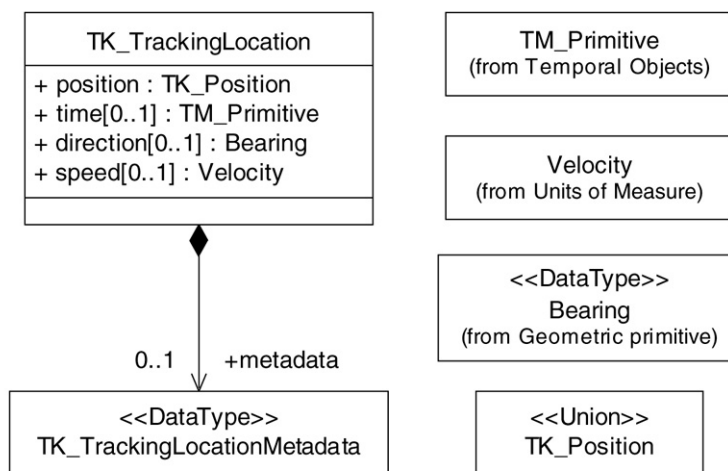 TK_TrackingLocation
+ position : TK_Position
+ time[0..1] : TM_Primitive
+ direction[0..1] : Bearing
+ speed[0..1] : Velocity
0..1 +metadata
<<DataType>>
TK_TrackingLocationMetadata
TM_Primitive
(from Temporal Objects)
Velocity
(from Units of Measure)
<<DataType>>
Bearing
(from Geometric primitive)
<<Union>>
TK_Position